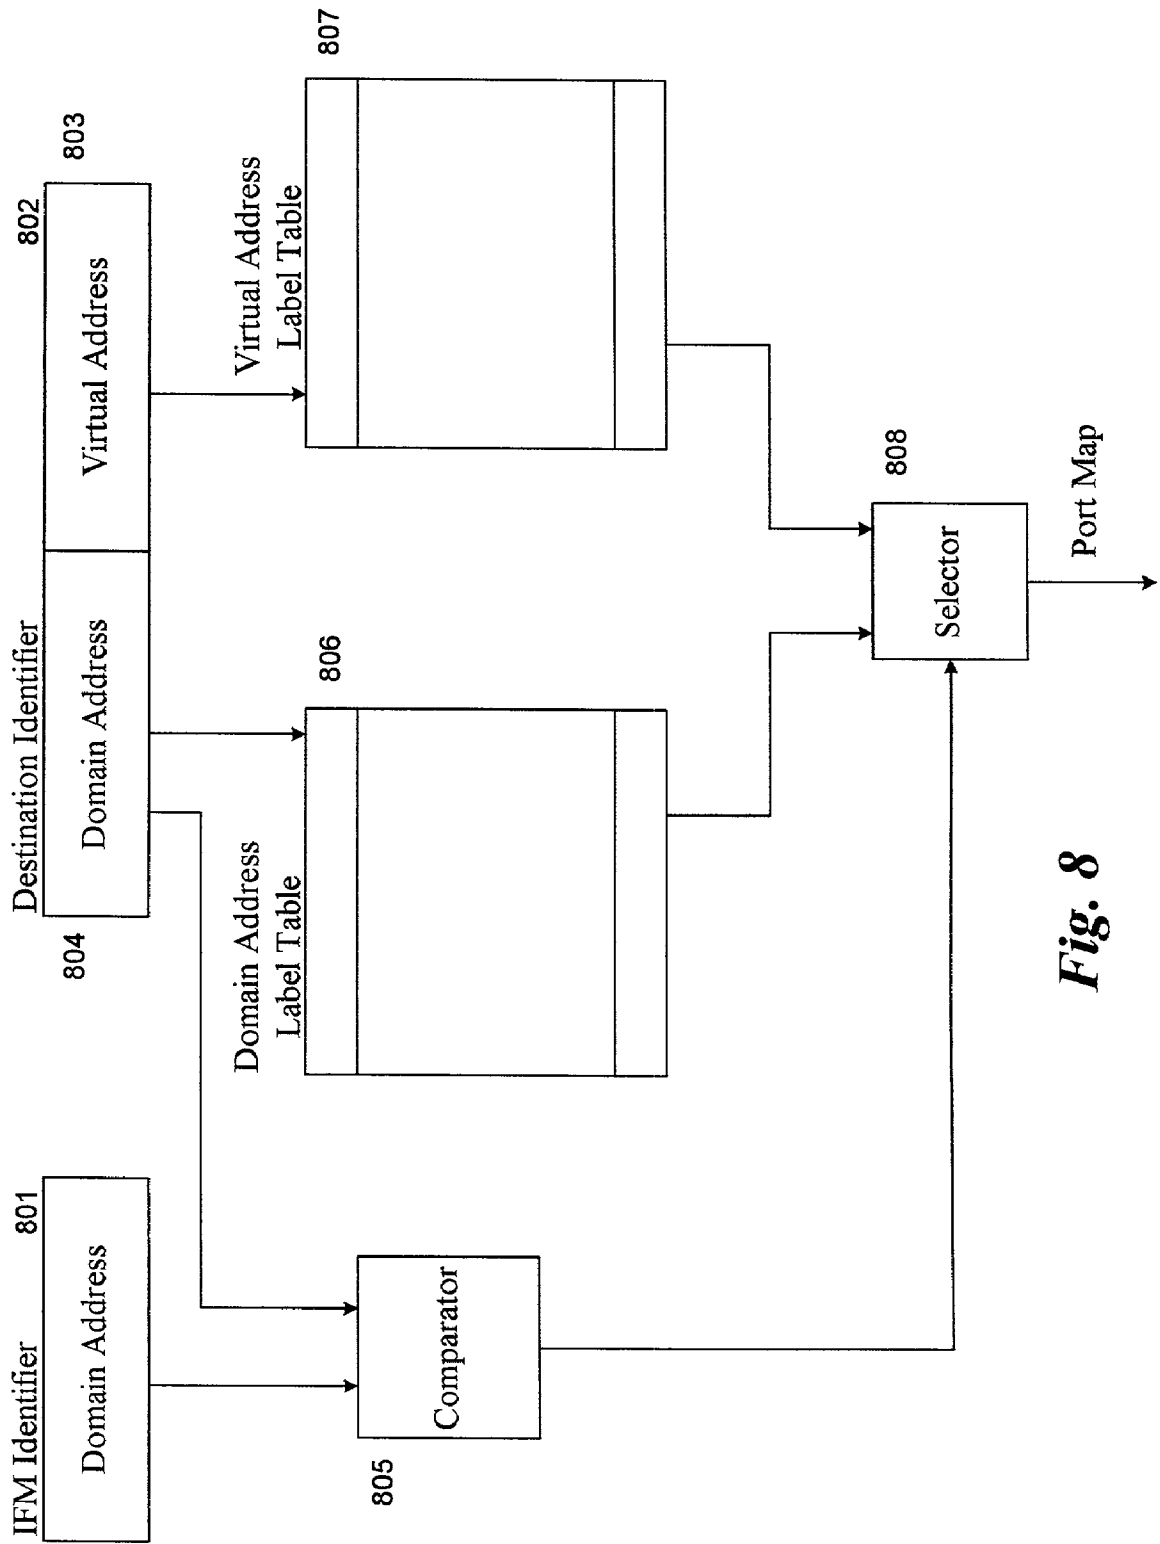 IFM Identifier
801
Domain Address
Destination Identifier
802
804
Domain Address
Virtual Address
803
Domain Address
Label Table
806
Virtual Address
Label Table
807
805
Comparator
Selector
808
Port Map
Fig. 8